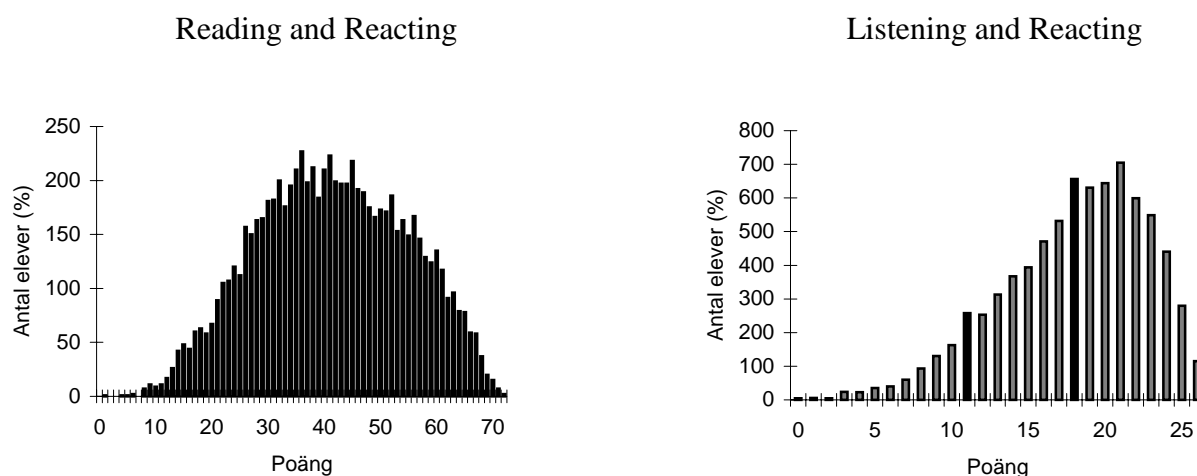 Reading and Reacting
250
200
150
100
50
0
Antal elever (%)
0 10 20 30 40 50 60 70
Poäng
Listening and Reacting
800
700
600
500
400
300
200
100
0
Antal elever (%)
0 5 10 15 20 25
Poäng